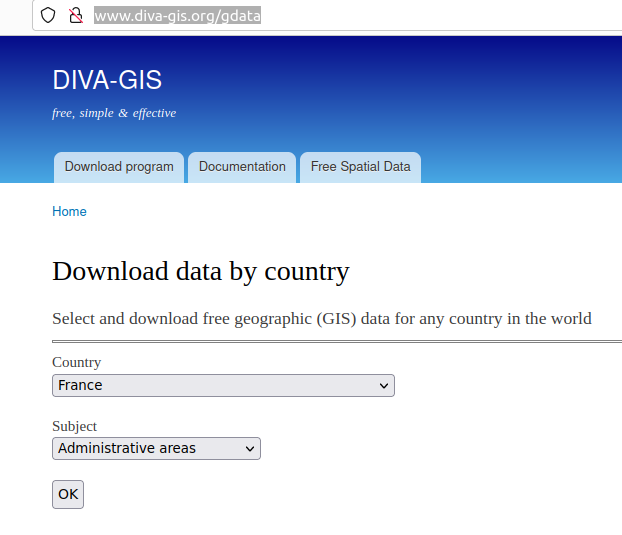 www.diva-gis.org/gdata
DIVA-GIS
free, simple & effective
Download program Documentation Free Spatial Data
Home
Download data by country
Select and download free geographic (GIS) data for any country in the world
Country
France
Subject
Administrative areas
OK